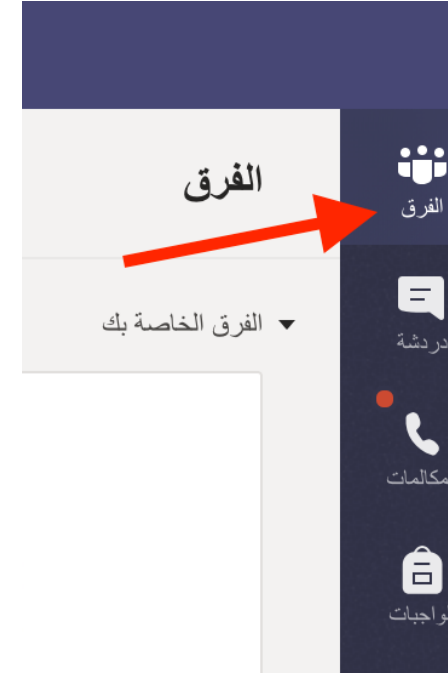 الفرق
الفرق
الفرق الخاصة بك
دردشة
مكالمات
واجبات